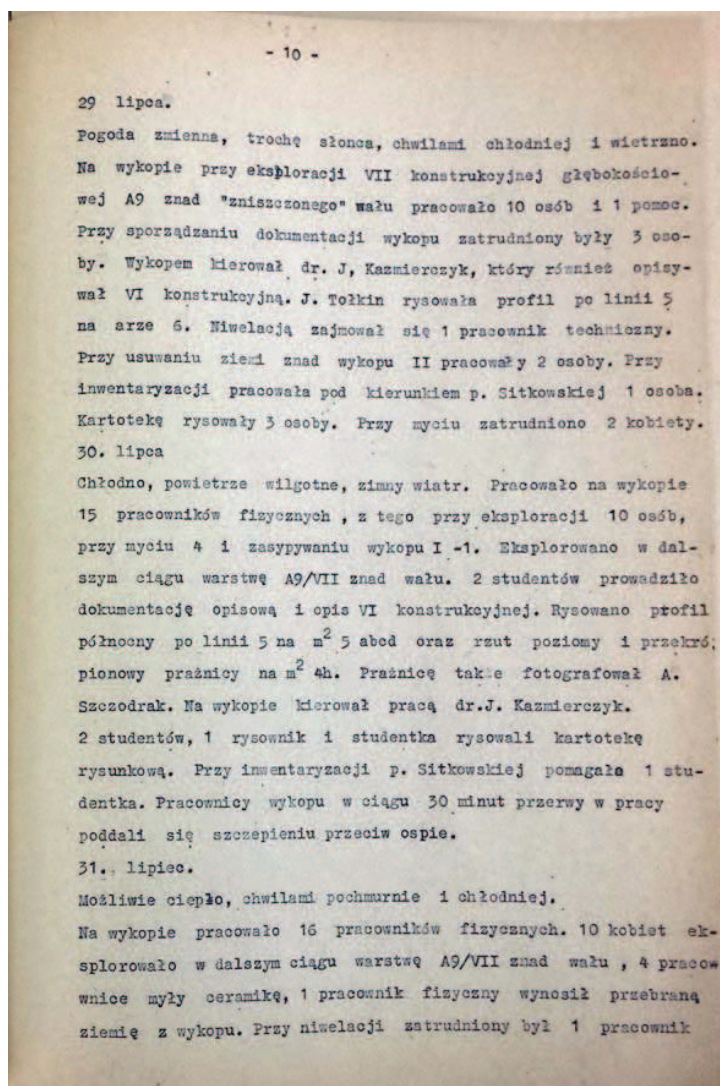 - 10 -
29 lipca.
Pogoda zmienna, trochę słońca, chwilami chłodniej i wietrzno.
Na wykopie przy eksploracji VII konstrukcyjnej głębokościo-
wej A9 znad "zniszczonego" wału pracowało 10 osób i 1 pomoc.
Przy sporządzaniu dokumentacji wykopu zatrudniony były 3 oso-
by. Wykopem kierował dr. J, Kazmierczyk, który również opisy-
wał VI konstrukcyjną. J. Tołkin rysowała profil po linii 5
na arze 6. Niwelacją zajmował się 1 pracownik techniczny.
Przy usuwaniu ziemi znad wykopu II pracowały 2 osoby. Przy
inwentaryzacji pracowała pod kierunkiem p. Sitkowskiej 1 osoba.
Kartotekę rysowały 3 osoby. Przy myciu zatrudniono 2 kobiety.
30. lipca
Chłodno, powietrze wilgotne, zimny wiatr. Pracowało na wykopie
15 pracowników fizycznych , z tego przy eksploracji 10 osób,
przy myciu 4 i zasypywaniu wykopu I -1. Eksplorowano w dal-
szym ciągu warstwę A9/VII znad wału. 2 studentów prowadziło
dokumentację opisową i opis VI konstrukcyjnej. Rysowano profil
północny po linii 5 na m² 5 abcd oraz rzut poziomy i przekró
pionowy prażnicy na m² 4h. Prażnicę także fotografował A.
Szczodrak. Na wykopie kierował pracą dr.J. Kazmierczyk.
2 studentów, 1 rysownik i studentka rysowali kartotekę
rysunkową. Przy inwentaryzacji p. Sitkowskiej pomagała 1 stu-
dentka. Pracownicy wykopu w ciągu 30 minut przerwy w pracy
poddali się szczepieniu przeciw ospie.
31.. lipiec.
Możliwie ciepło, chwilami pochmurnie i chłodniej.
Na wykopie pracowało 16 pracowników fizycznych. 10 kobiet ek-
splorowało w dalszym ciągu warstwę A9/VII znad wału , 4 pracow
wnice myły ceramikę, 1 pracownik fizyczny wynosił przebraną
ziemię z wykopu. Przy niwelacji zatrudniony był 1 pracownik